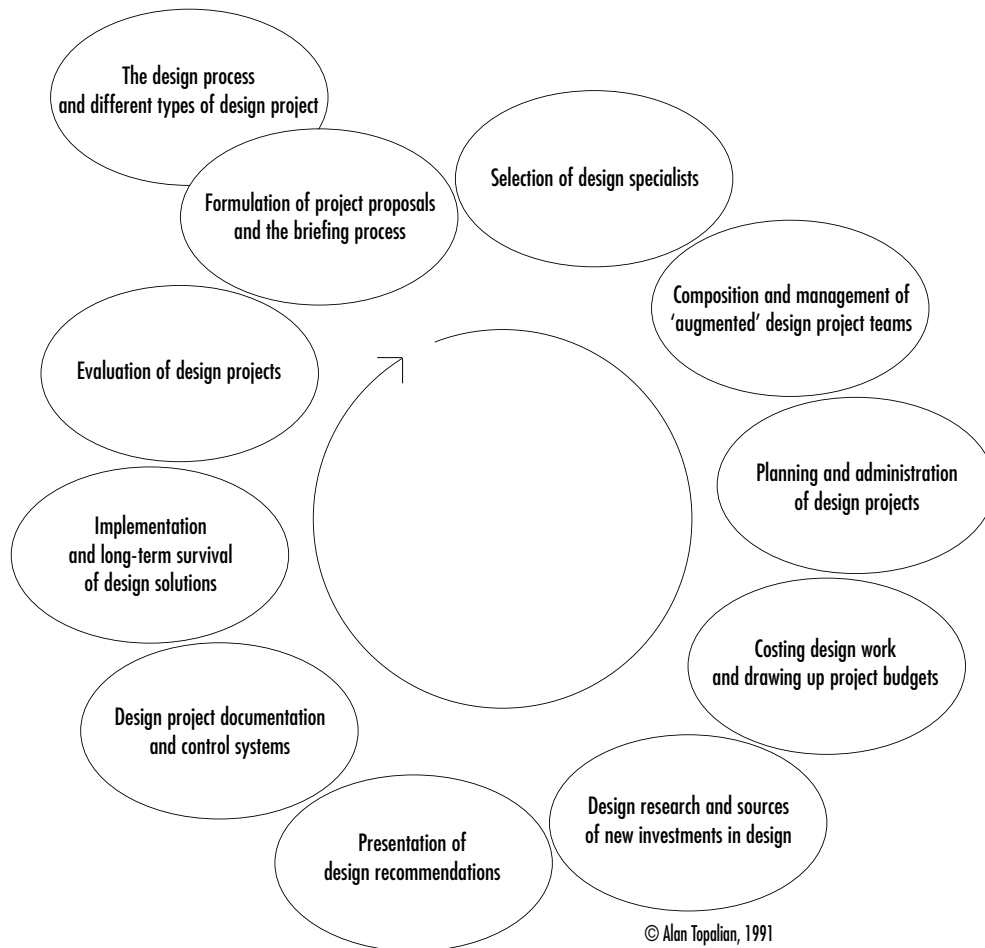 The design process
and different types of design project
Formulation of project proposals
and the briefing process
Selection of design specialists
Composition and management of
‘augmented’ design project teams
Planning and administration
of design projects
Costing design work
and drawing up project budgets
Design research and sources
of new investments in design
Presentation of
design recommendations
Design project documentation
and control systems
Implementation
and long-term survival
of design solutions
Evaluation of design projects
© Alan Topalian, 1991